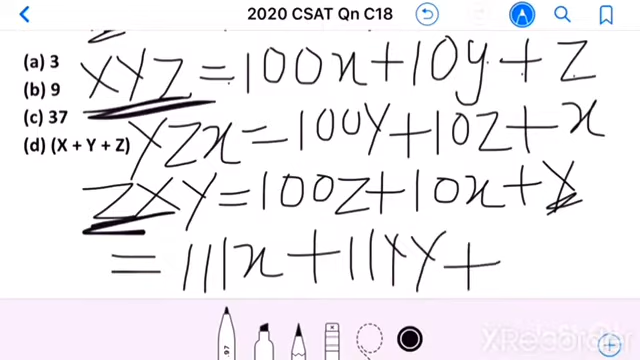 2020 CSAT Qn C18
(a) 3
XYZ = 100x + 10y + Z
(b) 9
(c) 37
YZx = 100Y + 10Z + x
(d) (X + Y + Z)
ZXY = 100Z + 10x + Y
= 111x + 111Y +
.97
XRecorder